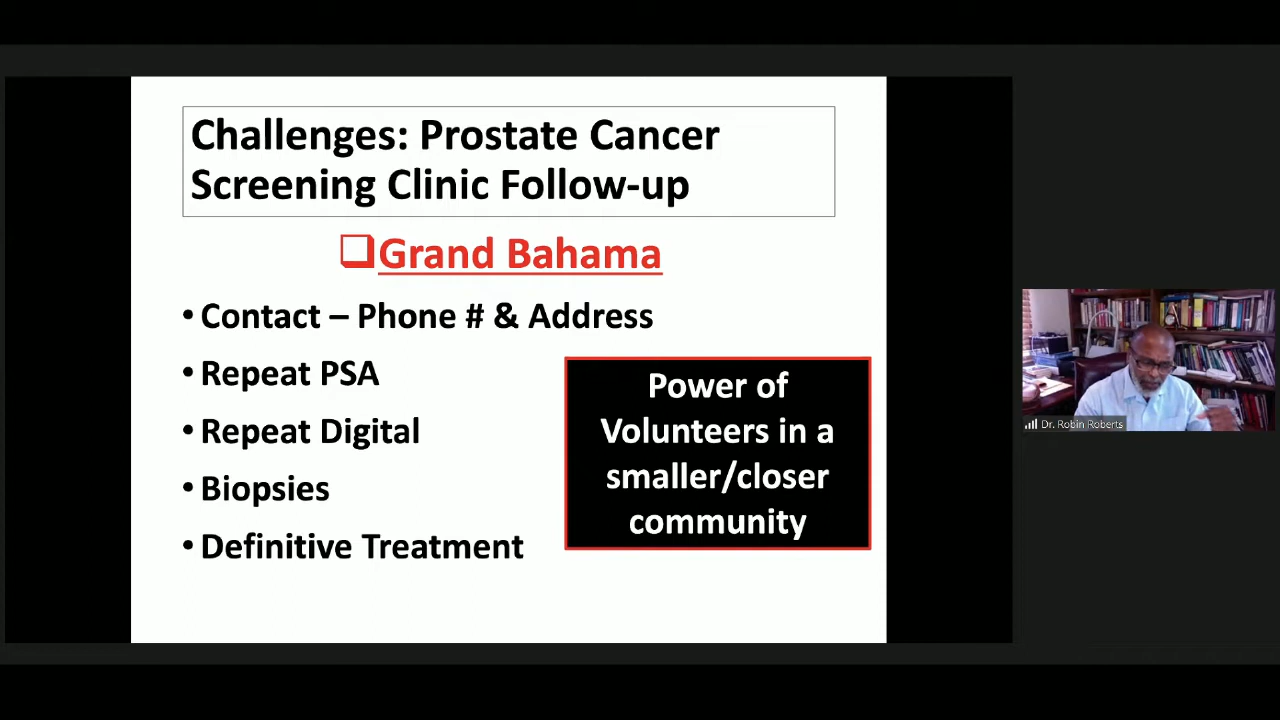 Challenges: Prostate Cancer
Screening Clinic Follow-up
❑Grand Bahama
• Contact – Phone # & Address
• Repeat PSA
• Repeat Digital
• Biopsies
• Definitive Treatment
Power of
Volunteers in a
smaller/closer
community
Dr. Robin Roberts